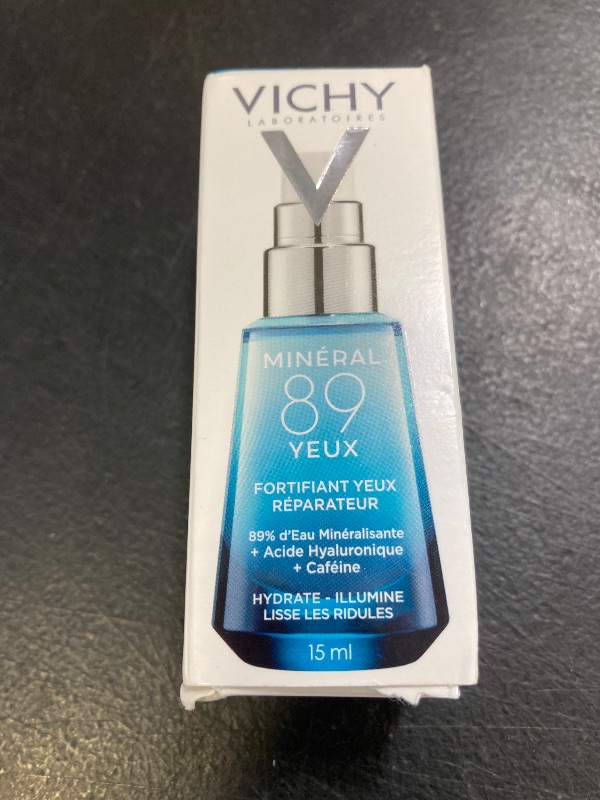 VICHY
LABORATOIRES
MINÉRAL
89
YEUX
FORTIFIANT YEUX
RÉPARATEUR
89% d'Eau Minéralisante
+ Acide Hyaluronique
+ Caféine
HYDRATE - ILLUMINE
LISSE LES RIDULES
15 ml